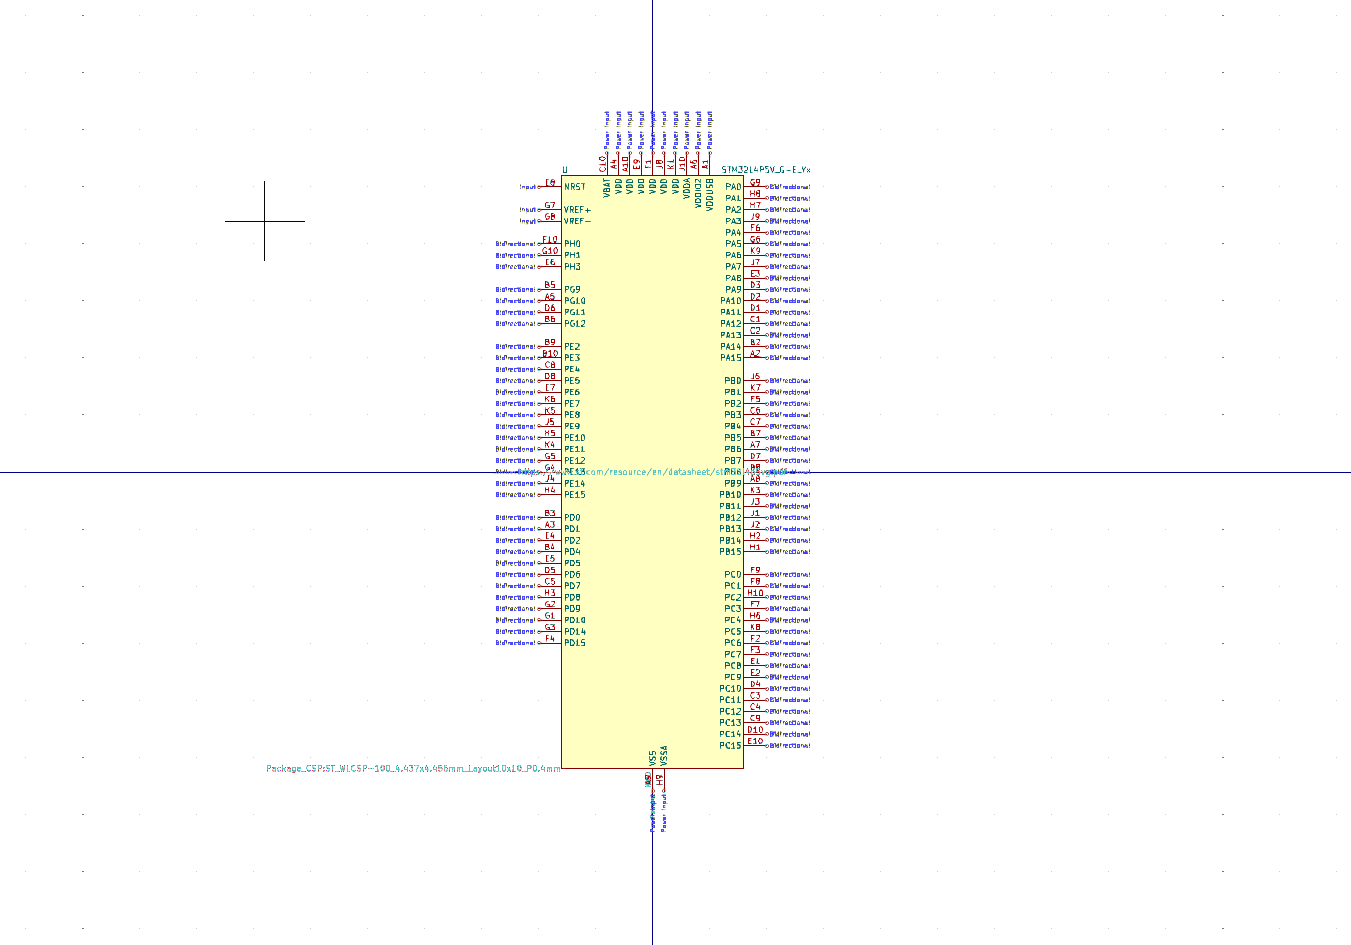 Power Input Power Input Power Input Power Input Power Input Power Input Power Input Power Input Power Input Power Input
C10 A4 A10 E9 F1 J8 K1 J10 A6 A1
U STM32L4P5V_G-E_Yx
VBAT VDD VDD VDD VDD VDD VDD VDDA VDDIO2 VDDUSB
Input NRST PA0 G9 Bidirectional
PA1 H8 Bidirectional
Input G7 VREF+ PA2 H7 Bidirectional
Input G8 VREF- PA3 J9 Bidirectional
PA4 F6 Bidirectional
Bidirectional F10 PH0 PA5 G6 Bidirectional
Bidirectional G10 PH1 PA6 K9 Bidirectional
Bidirectional E6 PH3 PA7 J7 Bidirectional
PA8 E3 Bidirectional
Bidirectional B5 PG9 PA9 D3 Bidirectional
Bidirectional A5 PG10 PA10 D2 Bidirectional
Bidirectional D6 PG11 PA11 D1 Bidirectional
Bidirectional B6 PG12 PA12 C1 Bidirectional
PA13 C2 Bidirectional
Bidirectional B9 PE2 PA14 B2 Bidirectional
Bidirectional B10 PE3 PA15 A2 Bidirectional
Bidirectional C8 PE4
Bidirectional D8 PE5 PB0 J6 Bidirectional
Bidirectional E7 PE6 PB1 K7 Bidirectional
Bidirectional K6 PE7 PB2 F5 Bidirectional
Bidirectional K5 PE8 PB3 C6 Bidirectional
Bidirectional J5 PE9 PB4 C7 Bidirectional
Bidirectional H5 PE10 PB5 B7 Bidirectional
Bidirectional K4 PE11 PB6 A7 Bidirectional
Bidirectional G5 PE12 PB7 D7 Bidirectional
G4 PE13 .com/resource/en/datasheet/ PB8
Bidirectional J4 PE14 PB9 A8 Bidirectional
Bidirectional H4 PE15 PB10 K3 Bidirectional
PB11 J3 Bidirectional
Bidirectional B3 PD0 PB12 J1 Bidirectional
Bidirectional A3 PD1 PB13 J2 Bidirectional
Bidirectional E4 PD2 PB14 H2 Bidirectional
Bidirectional B4 PD4 PB15 H1 Bidirectional
Bidirectional E5 PD5
Bidirectional D5 PD6 PC0 F9 Bidirectional
Bidirectional C5 PD7 PC1 F8 Bidirectional
Bidirectional H3 PD8 PC2 H10 Bidirectional
Bidirectional G2 PD9 PC3 F7 Bidirectional
Bidirectional G1 PD10 PC4 H6 Bidirectional
Bidirectional G3 PD14 PC5 K8 Bidirectional
Bidirectional F4 PD15 PC6 F2 Bidirectional
PC7 F3 Bidirectional
PC8 E1 Bidirectional
PC9 E2 Bidirectional
PC10 D4 Bidirectional
PC11 C3 Bidirectional
PC12 C4 Bidirectional
PC13 C9 Bidirectional
PC14 D10 Bidirectional
PC15 E10 Bidirectional
VSS VSSA
Package_CSP:ST_WLCSP-100_4.437x4.456mm_Layout10x10_P0.4mm
H9
Power Input